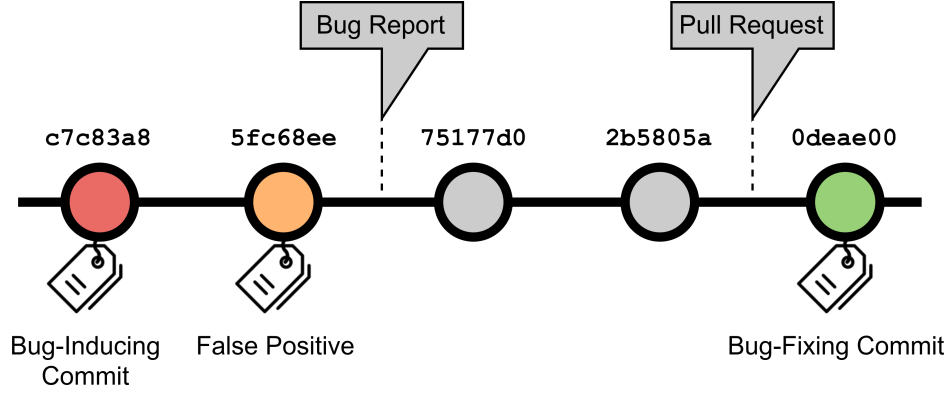 Bug Report
Pull Request
c7c83a8
5fc68ee
75177d0
2b5805a
0deae00
Bug-Inducing
Commit
False Positive
Bug-Fixing Commit